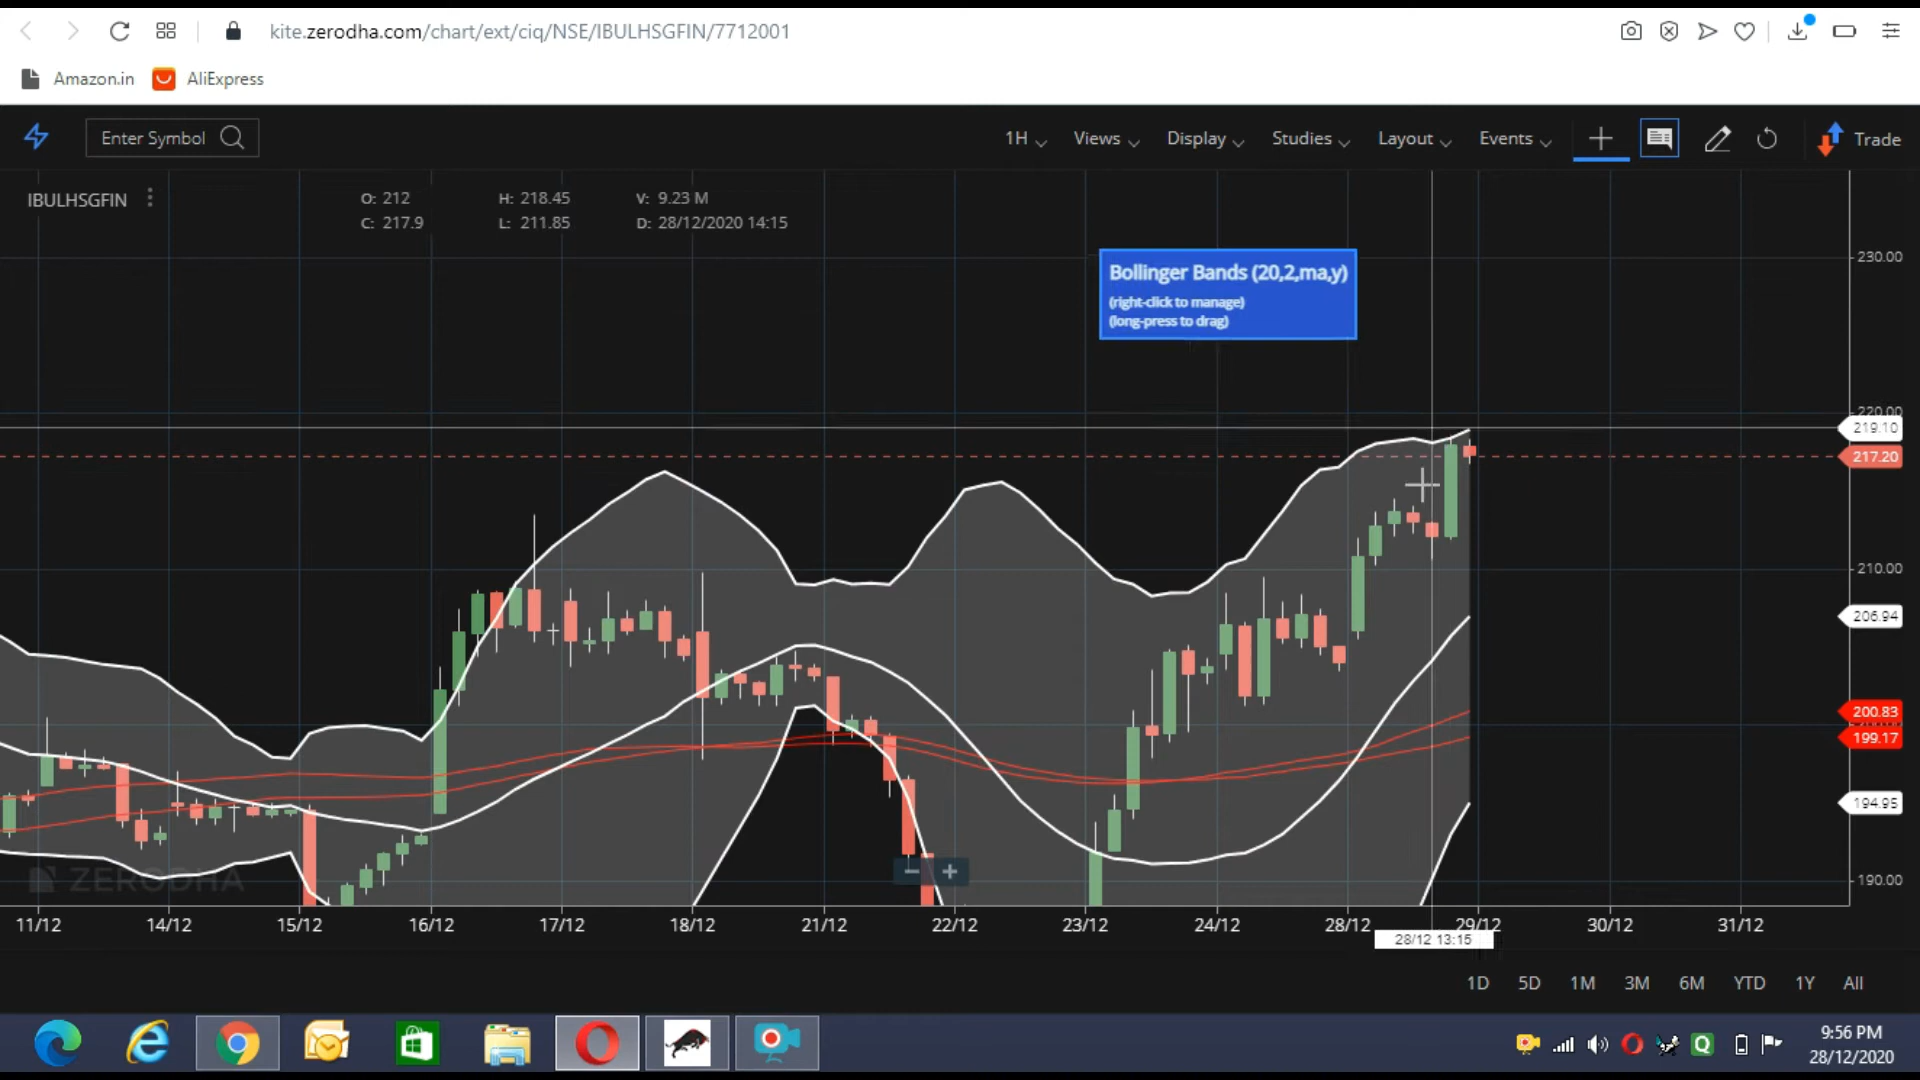 kite.zerodha.com/chart/ext/ciq/NSE/IBULHSGFIN/7712001
Amazon.in
AliExpress
Enter Symbol
1H
Views
Display
Studies
Layout
Events
Trade
IBULHSGFIN
O: 212
H: 218.45
V: 9.23 M
C: 217.9
L: 211.85
D: 28/12/2020 14:15
Bollinger Bands (20,2,ma,y)
(right-click to manage)
(long-press to drag)
230.00
220.00
219.10
217.20
210.00
206.94
200.83
199.17
194.95
190.00
ZERODHA
11/12
14/12
15/12
16/12
17/12
18/12
21/12
22/12
23/12
24/12
28/12
29/12
30/12
31/12
28/12 13:15
1D
5D
1M
3M
6M
YTD
1Y
All
9:56 PM
28/12/2020